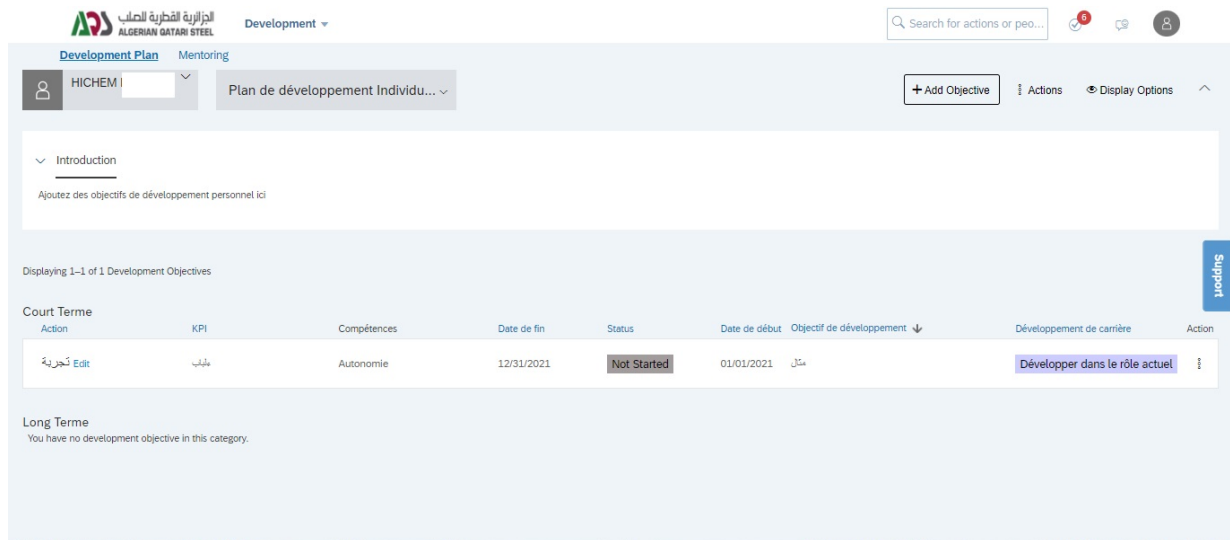 الجزائرية القطرية للصلب
ALGERIAN QATARI STEEL
Development
Search for actions or peo...
6
Development Plan Mentoring
HICHEM
Plan de développement Individu...
+ Add Objective Actions Display Options
Introduction
Ajoutez des objectifs de développement personnel ici
Support
Displaying 1–1 of 1 Development Objectives
Court Terme
Action KPI Compétences Date de fin Status Date de début Objectif de développement Développement de carrière Action
تجربة Edit Autonomie 12/31/2021 Not Started 01/01/2021 مثال Développer dans le rôle actuel
Long Terme
You have no development objective in this category.